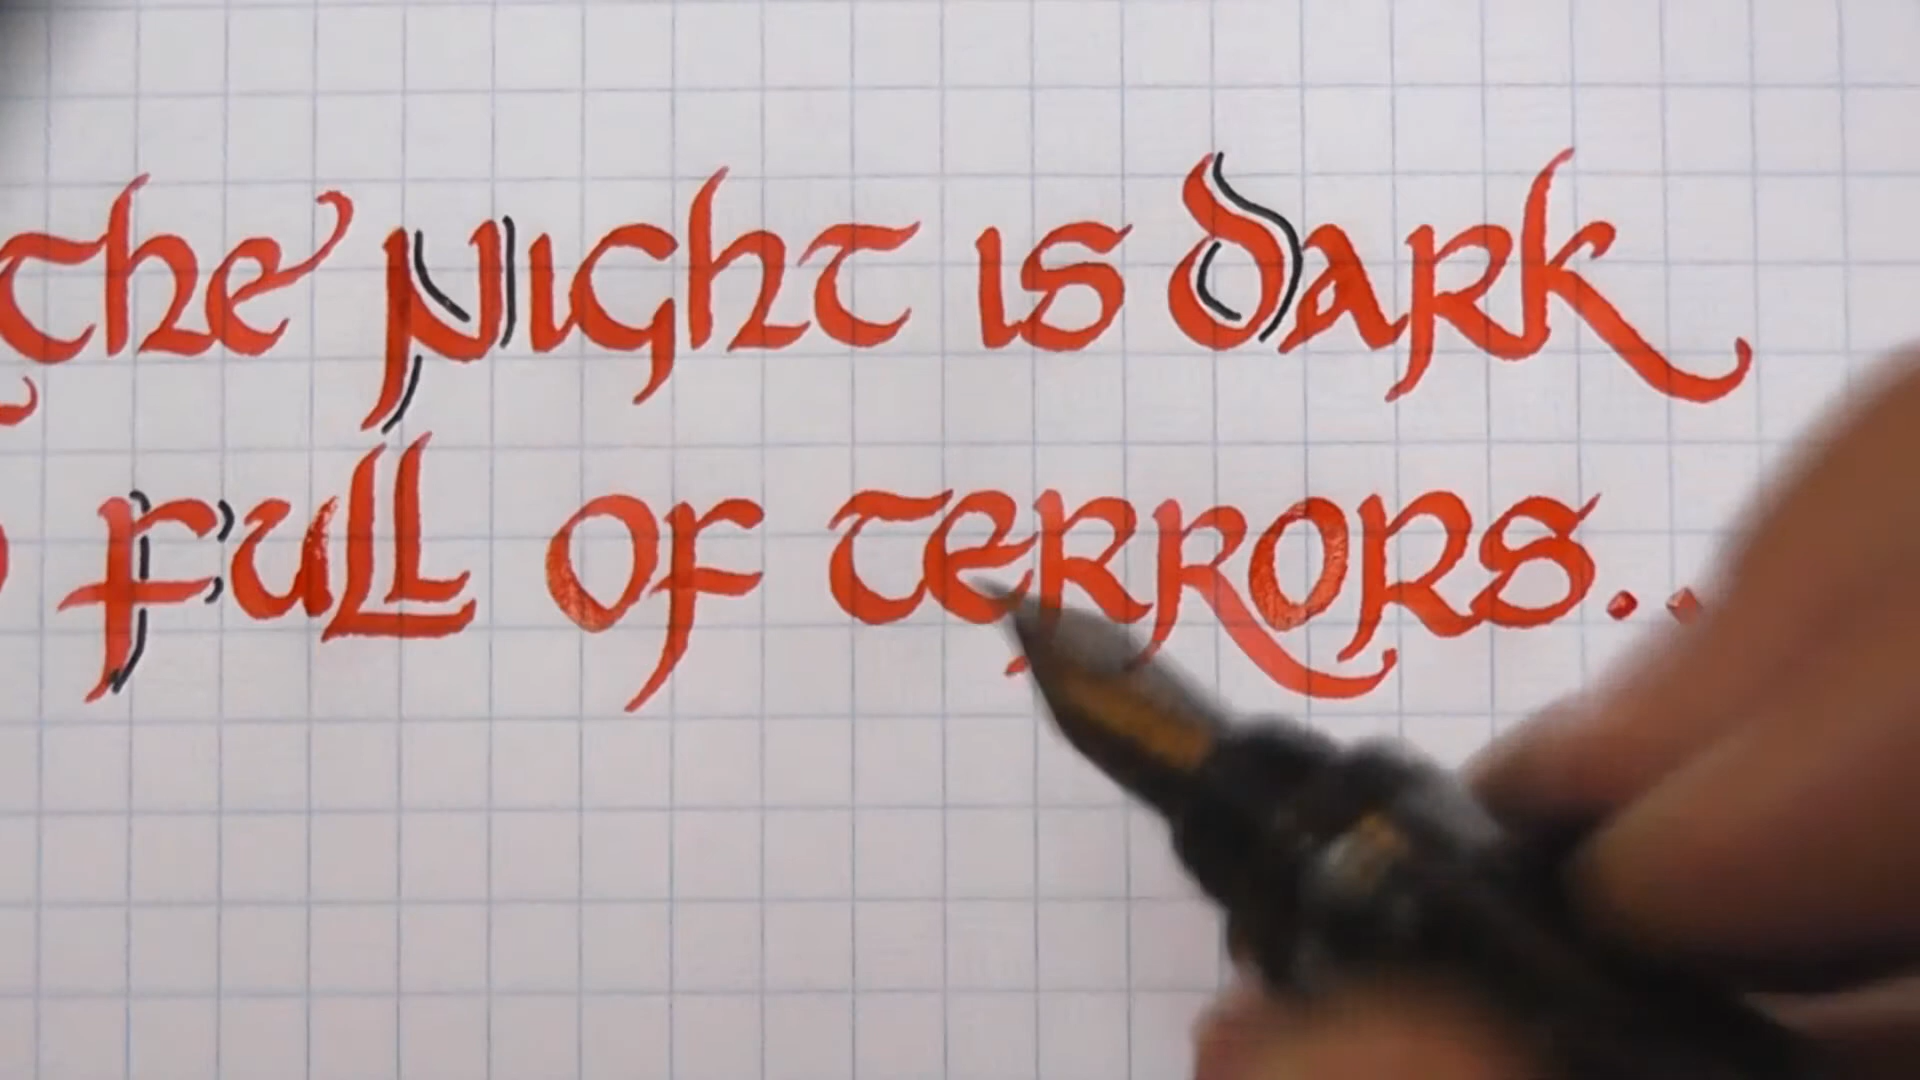 the Night is dark
full of terrors..